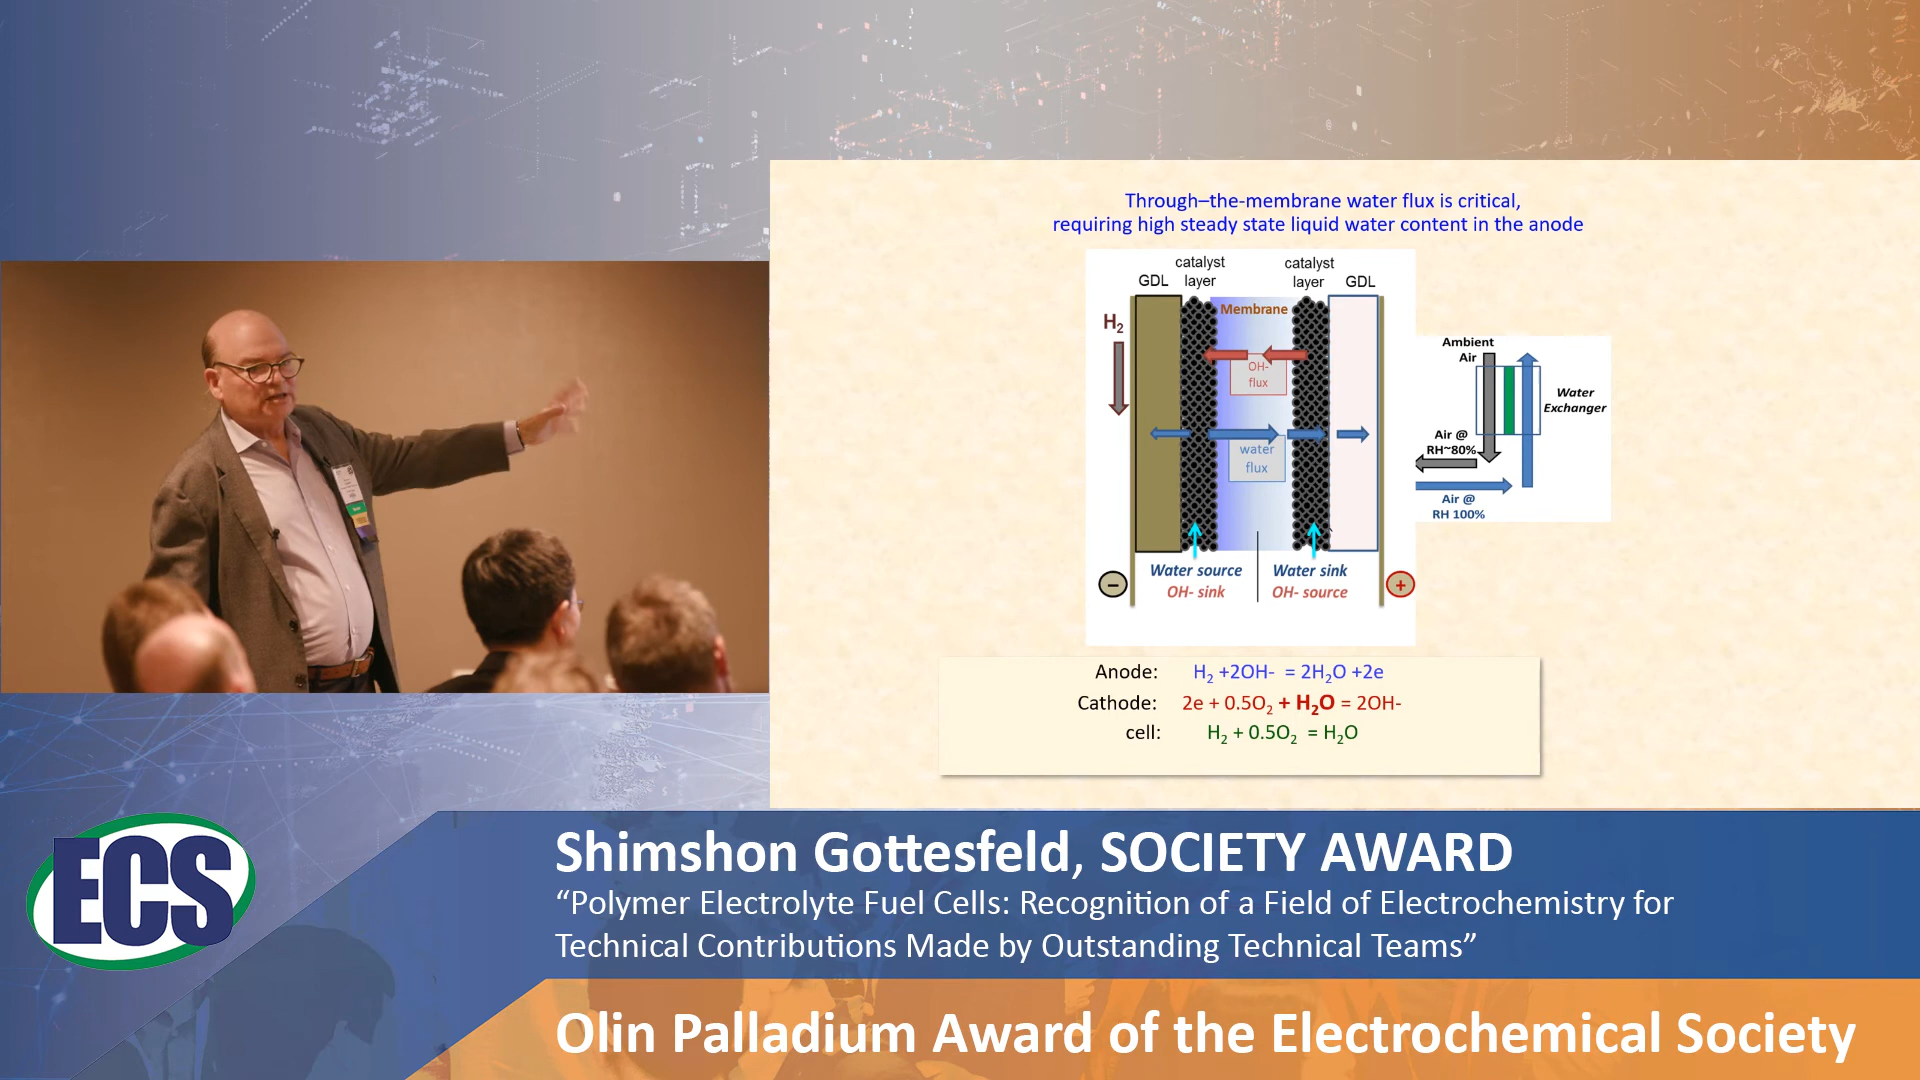 Through–the-membrane water flux is critical,
requiring high steady state liquid water content in the anode
catalyst
layer
catalyst
layer
GDL
GDL
Membrane
H2
OH-
flux
water
flux
Ambient
Air
Water
Exchanger
Air @
RH~80%
Air @
RH 100%
Water source
OH- sink
Water sink
OH- source
−
+
Anode: H2 +2OH- = 2H2O +2e
Cathode: 2e + 0.5O2 + H2O = 2OH-
cell: H2 + 0.5O2 = H2O
ECS
Shimshon Gottesfeld, SOCIETY AWARD
“Polymer Electrolyte Fuel Cells: Recognition of a Field of Electrochemistry for
Technical Contributions Made by Outstanding Technical Teams”
Olin Palladium Award of the Electrochemical Society